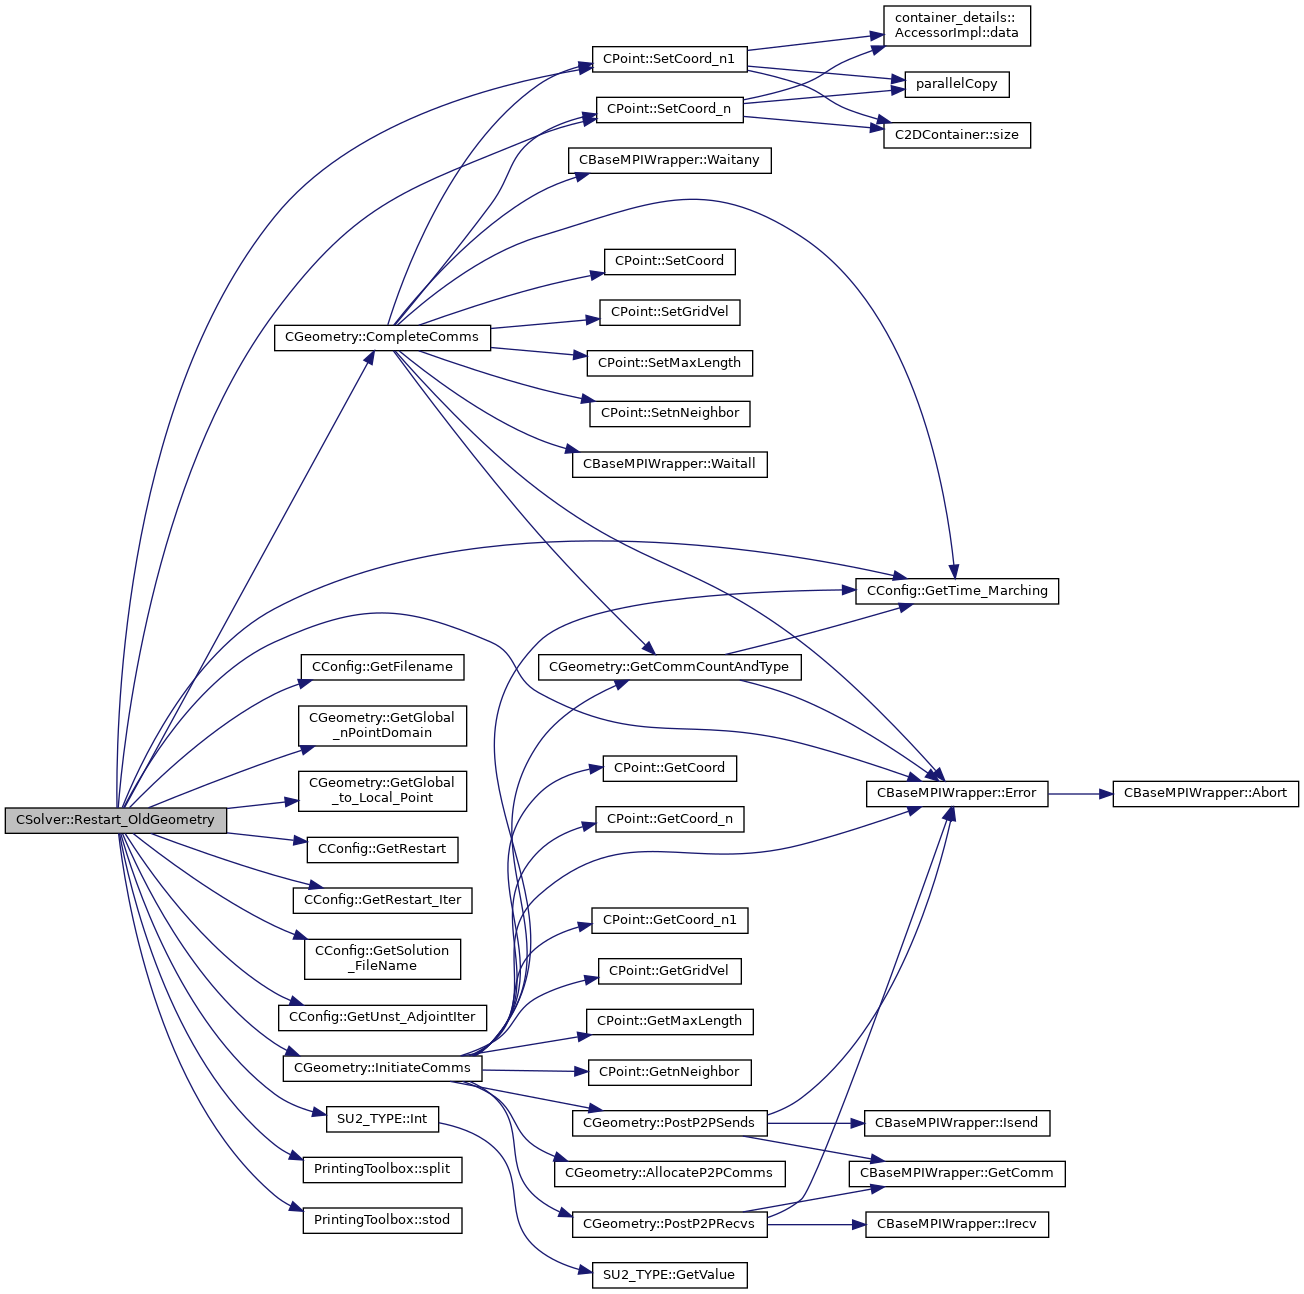 container_details::
AccessorImpl::data
CPoint::SetCoord_n1
parallelCopy
CPoint::SetCoord_n
C2DContainer::size
CBaseMPIWrapper::Waitany
CPoint::SetCoord
CPoint::SetGridVel
CGeometry::CompleteComms
CPoint::SetMaxLength
CPoint::SetnNeighbor
CBaseMPIWrapper::Waitall
CConfig::GetTime_Marching
CConfig::GetFilename
CGeometry::GetCommCountAndType
CGeometry::GetGlobal
_nPointDomain
CPoint::GetCoord
CGeometry::GetGlobal
_to_Local_Point
CBaseMPIWrapper::Error
CBaseMPIWrapper::Abort
CSolver::Restart_OldGeometry
CPoint::GetCoord_n
CConfig::GetRestart
CConfig::GetRestart_Iter
CPoint::GetCoord_n1
CConfig::GetSolution
_FileName
CPoint::GetGridVel
CConfig::GetUnst_AdjointIter
CPoint::GetMaxLength
CGeometry::InitiateComms
CPoint::GetnNeighbor
SU2_TYPE::Int
CGeometry::PostP2PSends
CBaseMPIWrapper::Isend
PrintingToolbox::split
CGeometry::AllocateP2PComms
CBaseMPIWrapper::GetComm
PrintingToolbox::stod
CGeometry::PostP2PRecvs
CBaseMPIWrapper::Irecv
SU2_TYPE::GetValue